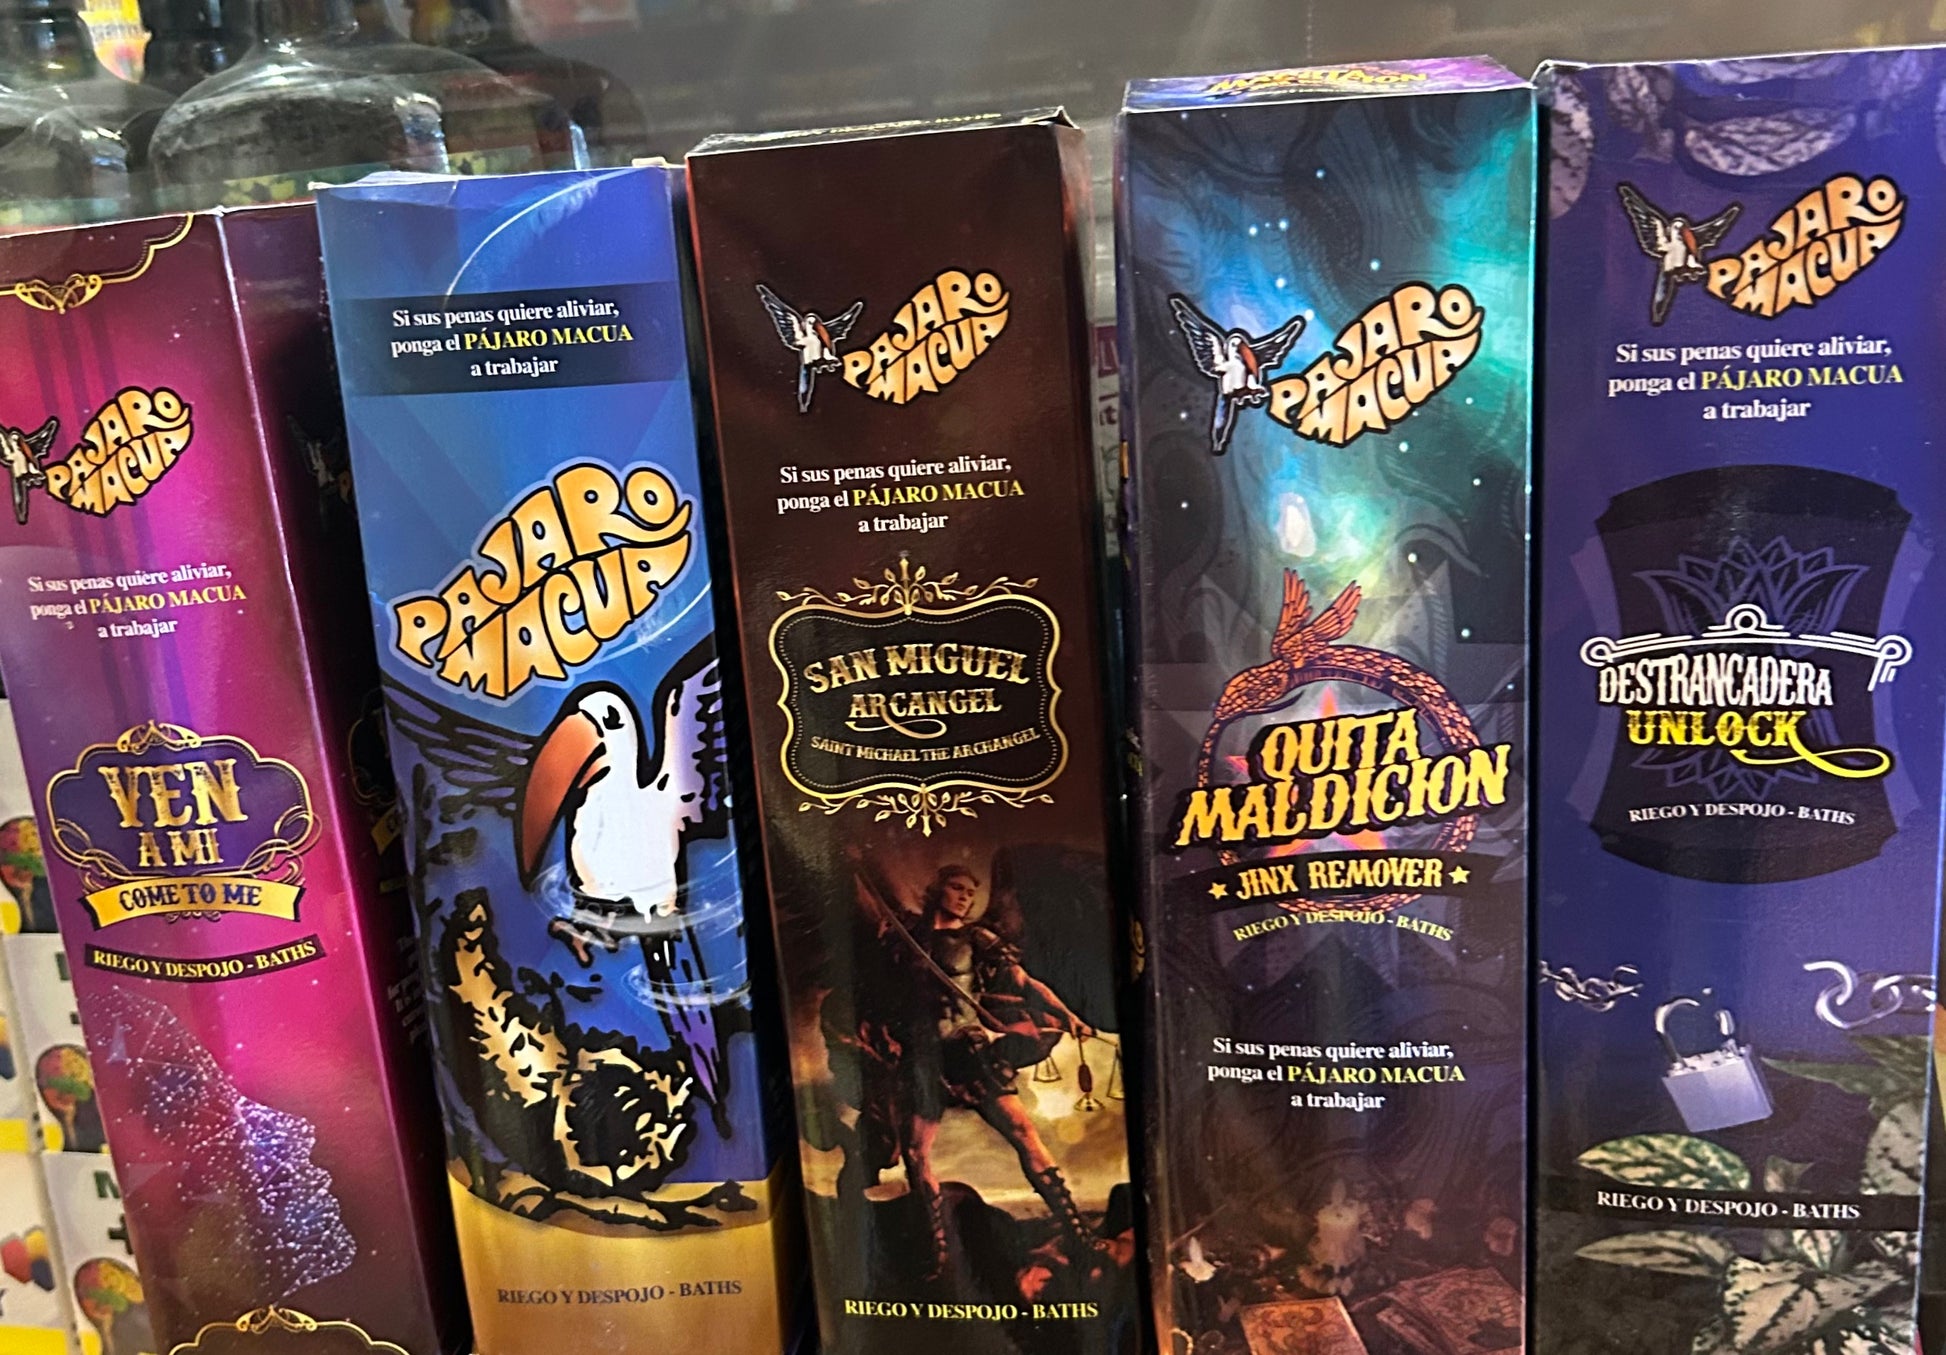 PAJARO
MACUA
Si sus penas quiere aliviar,
ponga el PÁJARO MACUA
a trabajar
VEN
A MI
COME TO ME
RIEGO Y DESPOJO - BATHS
Si sus penas quiere aliviar,
ponga el PÁJARO MACUA
a trabajar
PAJARO
MACUA
RIEGO Y DESPOJO - BATHS
PAJARO
MACUA
Si sus penas quiere aliviar,
ponga el PÁJARO MACUA
a trabajar
SAN MIGUEL
ARCANGEL
SAINT MICHAEL THE ARCHANGEL
RIEGO Y DESPOJO - BATHS
MALDICION
PAJARO
MACUA
QUITA
MALDICION
JINX REMOVER
RIEGO Y DESPOJO - BATHS
Si sus penas quiere aliviar,
ponga el PÁJARO MACUA
a trabajar
PAJARO
MACUA
Si sus penas quiere aliviar,
ponga el PÁJARO MACUA
a trabajar
DESTRANCADERA
UNLOCK
RIEGO Y DESPOJO - BATHS
RIEGO Y DESPOJO - BATHS